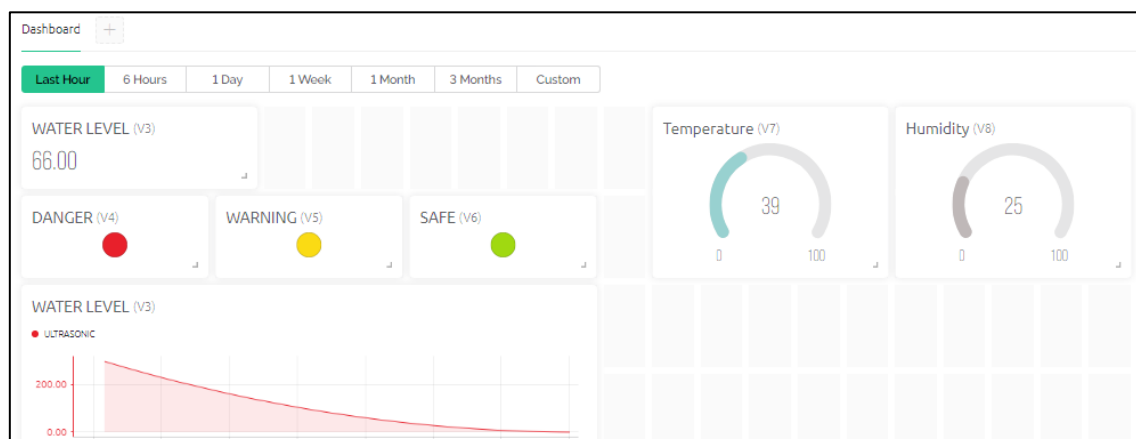 Dashboard +
Last Hour 6 Hours 1 Day 1 Week 1 Month 3 Months Custom
WATER LEVEL (V3)
66.00
Temperature (V7)
39
0 100
Humidity (V8)
25
0 100
DANGER (V4)
WARNING (V5)
SAFE (V6)
WATER LEVEL (V3)
ULTRASONIC
200.00
0.00